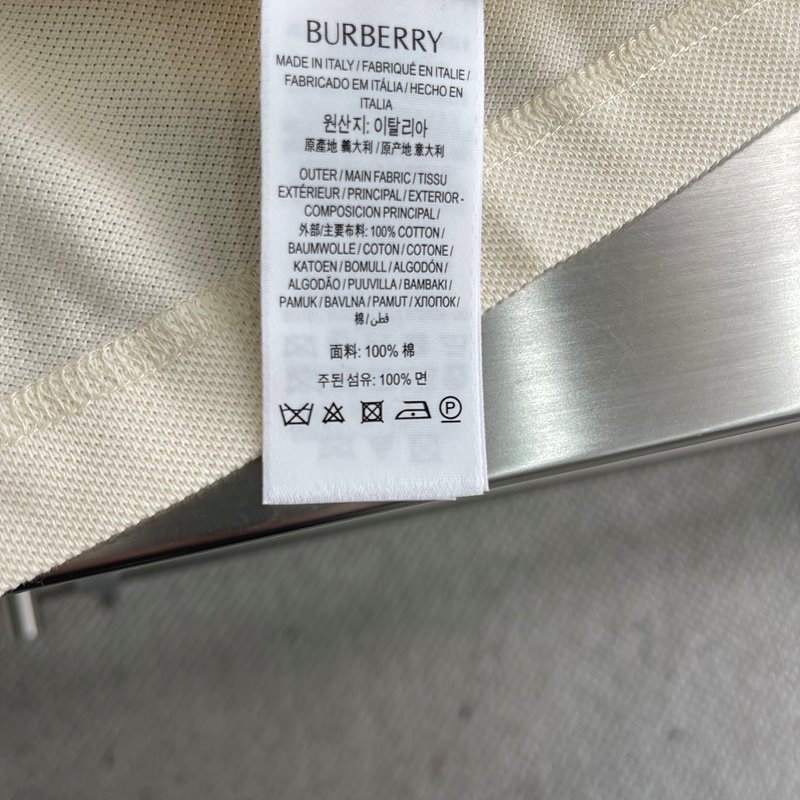 BURBERRY
MADE IN ITALY / FABRIQUÉ EN ITALIE /
FABRICADO EM ITÁLIA / HECHO EN
ITALIA
원산지: 이탈리아
原產地 義大利 / 原产地 意大利
OUTER / MAIN FABRIC / TISSU
EXTÉRIEUR / PRINCIPAL / EXTERIOR -
COMPOSICION PRINCIPAL /
外部/主要布料: 100% COTTON /
BAUMWOLLE / COTON / COTONE /
KATOEN / BOMULL / ALGODÓN /
ALGODÃO / PUUVILLA / BAMBAKI /
PAMUK / BAVLNA / PAMUT / ХЛОПОК /
棉 / قطن
面料: 100% 棉
주된 섬유: 100% 면
P